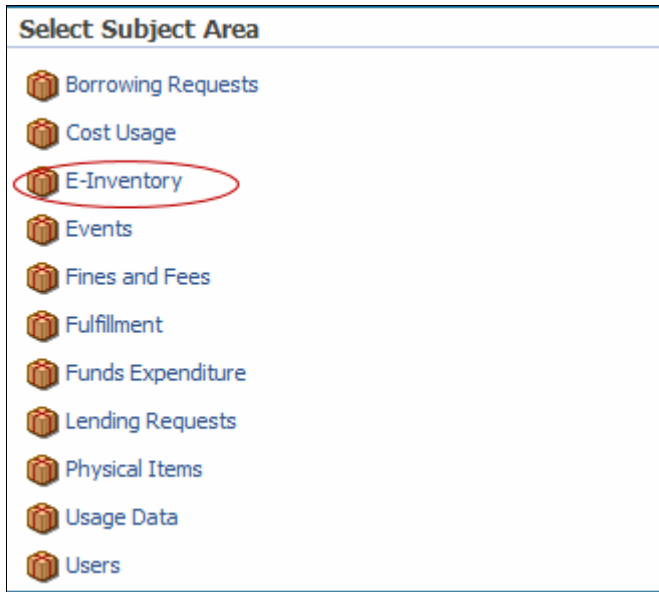 Select Subject Area
Borrowing Requests
Cost Usage
E-Inventory
Events
Fines and Fees
Fulfillment
Funds Expenditure
Lending Requests
Physical Items
Usage Data
Users